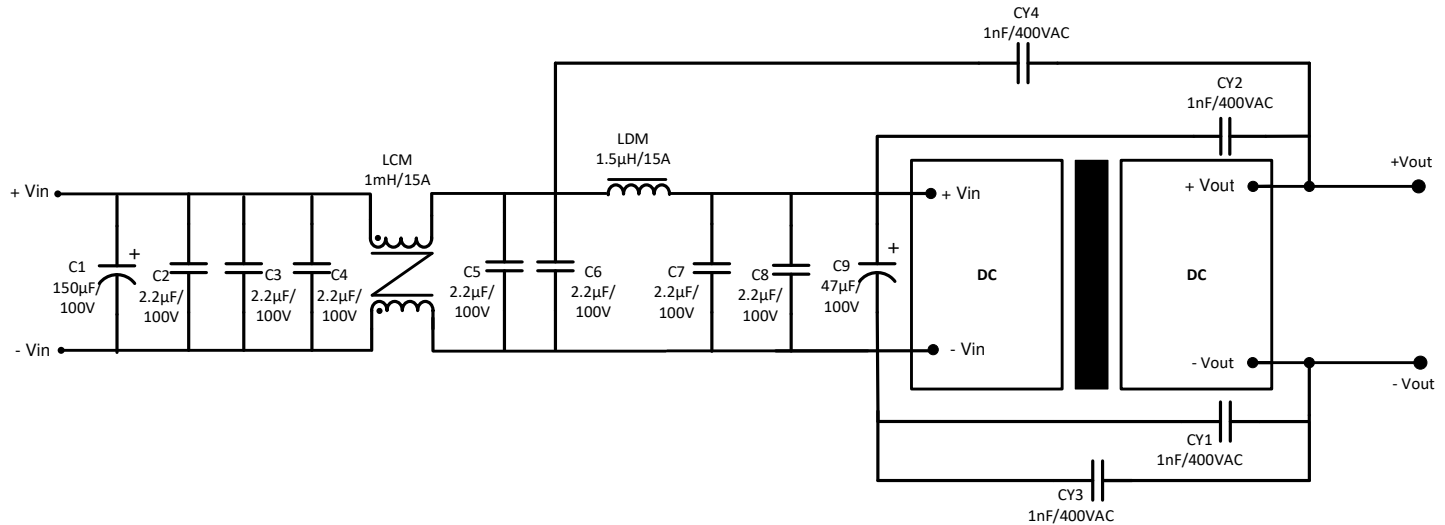 CY4
1nF/400VAC
CY2
1nF/400VAC
LDM
1.5µH/15A
LCM
1mH/15A
+Vout
+ Vin
+ Vin
+ Vout
+
C1
150µF/
100V
C2
2.2µF/
100V
C3
2.2µF/
100V
C4
2.2µF/
100V
C5
2.2µF/
100V
C6
2.2µF/
100V
C7
2.2µF/
100V
C8
2.2µF/
100V
+
C9
47µF/
100V
DC
DC
- Vin
- Vin
- Vout
- Vout
CY1
1nF/400VAC
CY3
1nF/400VAC